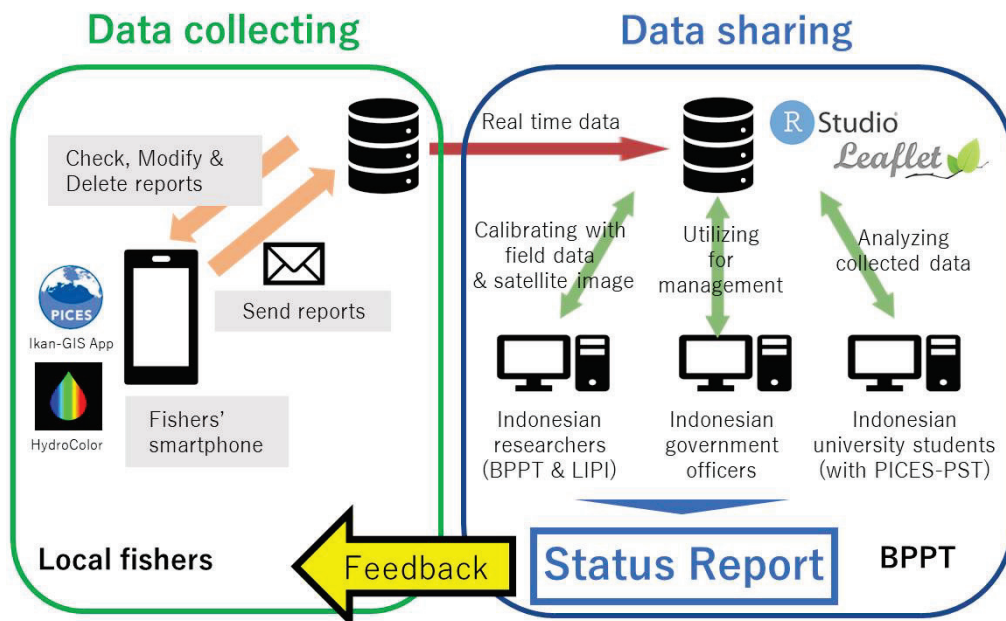 Data collecting
Check, Modify &
Delete reports
PICES
Ikan-GIS App
HydroColor
Send reports
Fishers'
smartphone
Local fishers
Real time data
Data sharing
R Studio
Leaflet
Calibrating with
field data
& satellite image
Utilizing
for
management
Analyzing
collected data
Indonesian
researchers
(BPPT & LIPI)
Indonesian
government
officers
Indonesian
university students
(with PICES-PST)
Feedback
Status Report
BPPT